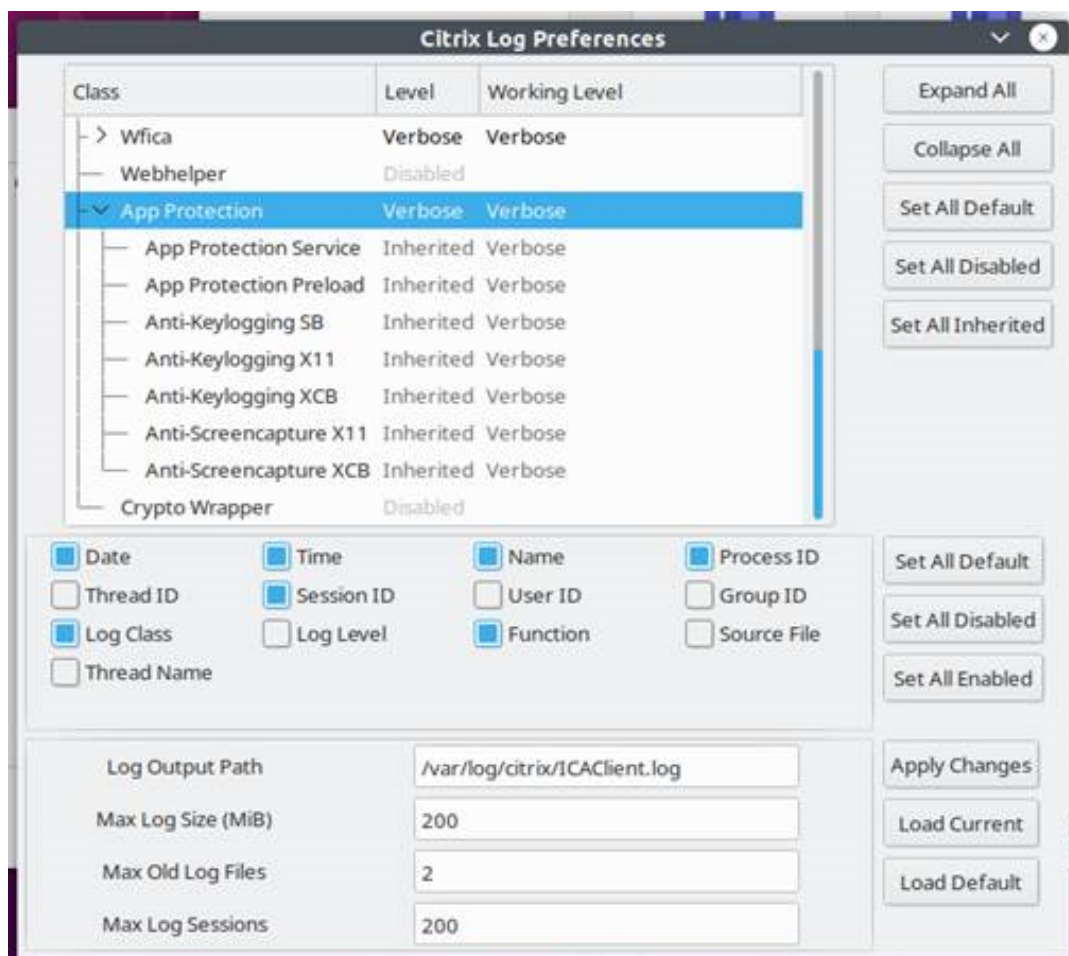 Citrix Log Preferences
Class Level Working Level
Wfica Verbose Verbose
Webhelper Disabled
App Protection Verbose Verbose
App Protection Service Inherited Verbose
App Protection Preload Inherited Verbose
Anti-Keylogging SB Inherited Verbose
Anti-Keylogging X11 Inherited Verbose
Anti-Keylogging XCB Inherited Verbose
Anti-Screencapture X11 Inherited Verbose
Anti-Screencapture XCB Inherited Verbose
Crypto Wrapper Disabled
Expand All
Collapse All
Set All Default
Set All Disabled
Set All Inherited
Date Time Name Process ID
Thread ID Session ID User ID Group ID
Log Class Log Level Function Source File
Thread Name
Set All Default
Set All Disabled
Set All Enabled
Log Output Path /var/log/citrix/ICAClient.log
Max Log Size (MiB) 200
Max Old Log Files 2
Max Log Sessions 200
Apply Changes
Load Current
Load Default